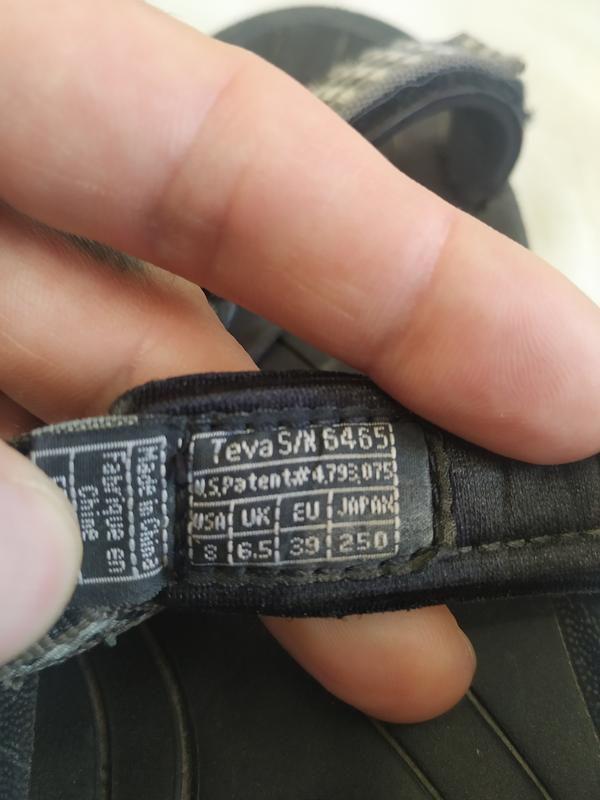 Teva S/N 6465
U.S.Patent.# 4,793,075
USA UK EU JAPAN
8 6.5 39 250
Made in China
Fabrique en
Chine